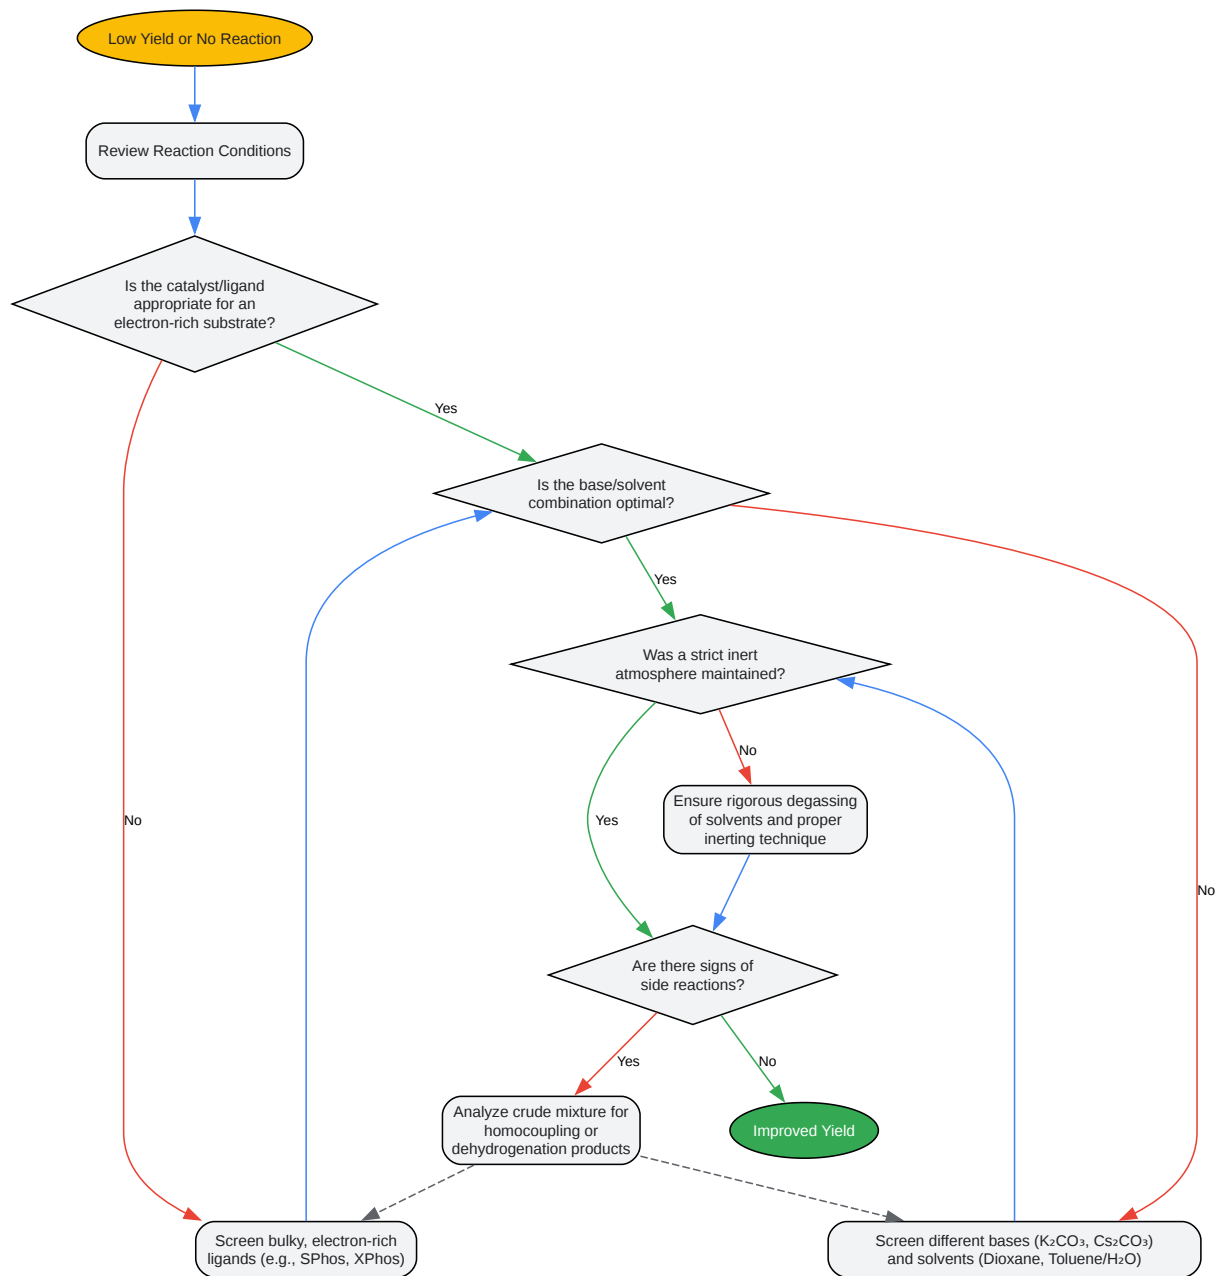 Low Yield or No Reaction
Review Reaction Conditions
Is the catalyst/ligand
appropriate for an
electron-rich substrate?
Yes
Is the base/solvent
combination optimal?
Yes
Was a strict inert
atmosphere maintained?
No
Ensure rigorous degassing
of solvents and proper
inerting technique
Yes
No
No
Are there signs of
side reactions?
Yes
No
Analyze crude mixture for
homocoupling or
dehydrogenation products
Improved Yield
Screen bulky, electron-rich
ligands (e.g., SPhos, XPhos)
Screen different bases (K₂CO₃, Cs₂CO₃)
and solvents (Dioxane, Toluene/H₂O)